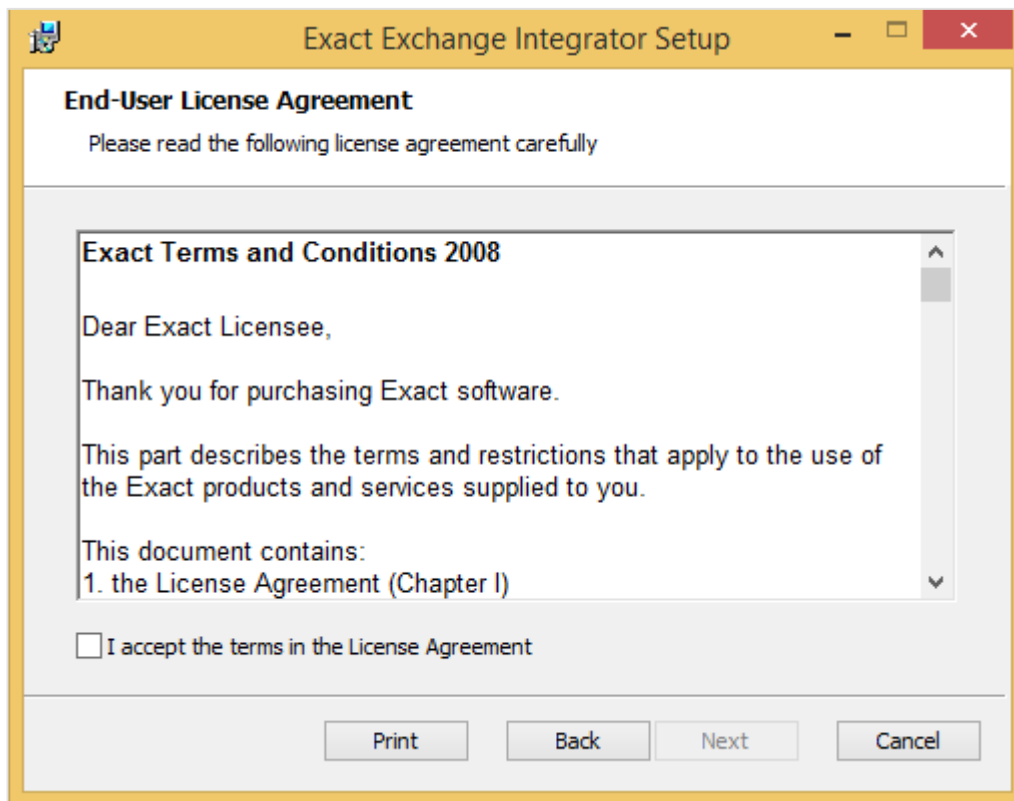 Exact Exchange Integrator Setup
End-User License Agreement
Please read the following license agreement carefully
Exact Terms and Conditions 2008
Dear Exact Licensee,
Thank you for purchasing Exact software.
This part describes the terms and restrictions that apply to the use of
the Exact products and services supplied to you.
This document contains:
1. the License Agreement (Chapter I)
I accept the terms in the License Agreement
Print Back Next Cancel